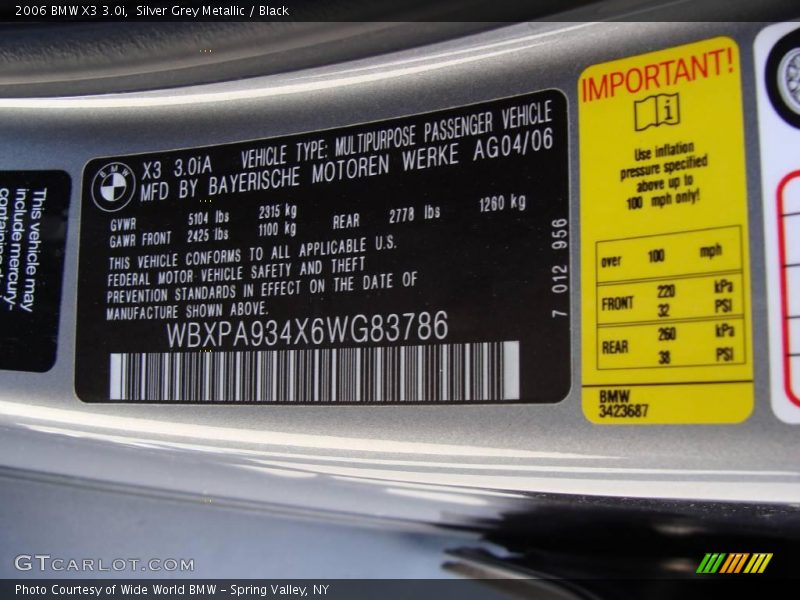 2006 BMW X3 3.0i, Silver Grey Metallic / Black
This vehicle may
include mercury-
BMW
X3 3.0iA VEHICLE TYPE: MULTIPURPOSE PASSENGER VEHICLE
MFD BY BAYERISCHE MOTOREN WERKE AG04/06
GVWR 5104 lbs 2315 kg
GAWR FRONT 2425 lbs 1100 kg REAR 2778 lbs 1260 kg
THIS VEHICLE CONFORMS TO ALL APPLICABLE U.S.
FEDERAL MOTOR VEHICLE SAFETY AND THEFT
PREVENTION STANDARDS IN EFFECT ON THE DATE OF
MANUFACTURE SHOWN ABOVE.
WBXPA934X6WG83786
7 012 956
IMPORTANT!
Use inflation
pressure specified
above up to
100 mph only!
over 100 mph
FRONT 220 kPa
32 PSI
REAR 260 kPa
38 PSI
BMW
3423687
GTCARLOT.COM
Photo Courtesy of Wide World BMW - Spring Valley, NY